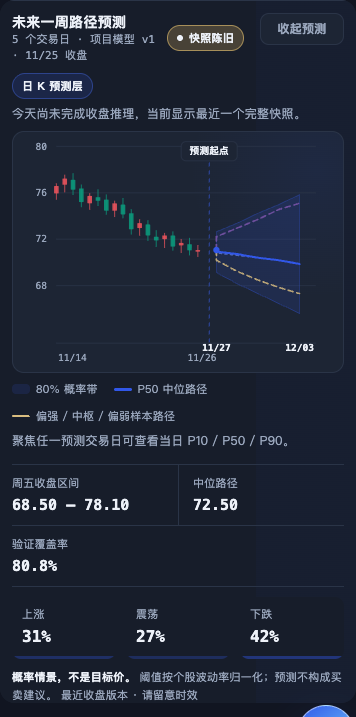 未来一周路径预测
5 个交易日 · 项目模型 v1
· 11/25 收盘
快照陈旧
收起预测
日 K 预测层
今天尚未完成收盘推理，当前显示最近一个完整快照。
预测起点
80
76
72
68
11/27
12/03
11/14
11/26
80% 概率带
P50 中位路径
偏强 / 中枢 / 偏弱样本路径
聚焦任一预测交易日可查看当日 P10 / P50 / P90。
周五收盘区间
中位路径
68.50 — 78.10
72.50
验证覆盖率
80.8%
上涨
震荡
下跌
31%
27%
42%
概率情景，不是目标价。 阈值按个股波动率归一化；预测不构成买
卖建议。 最近收盘版本 · 请留意时效